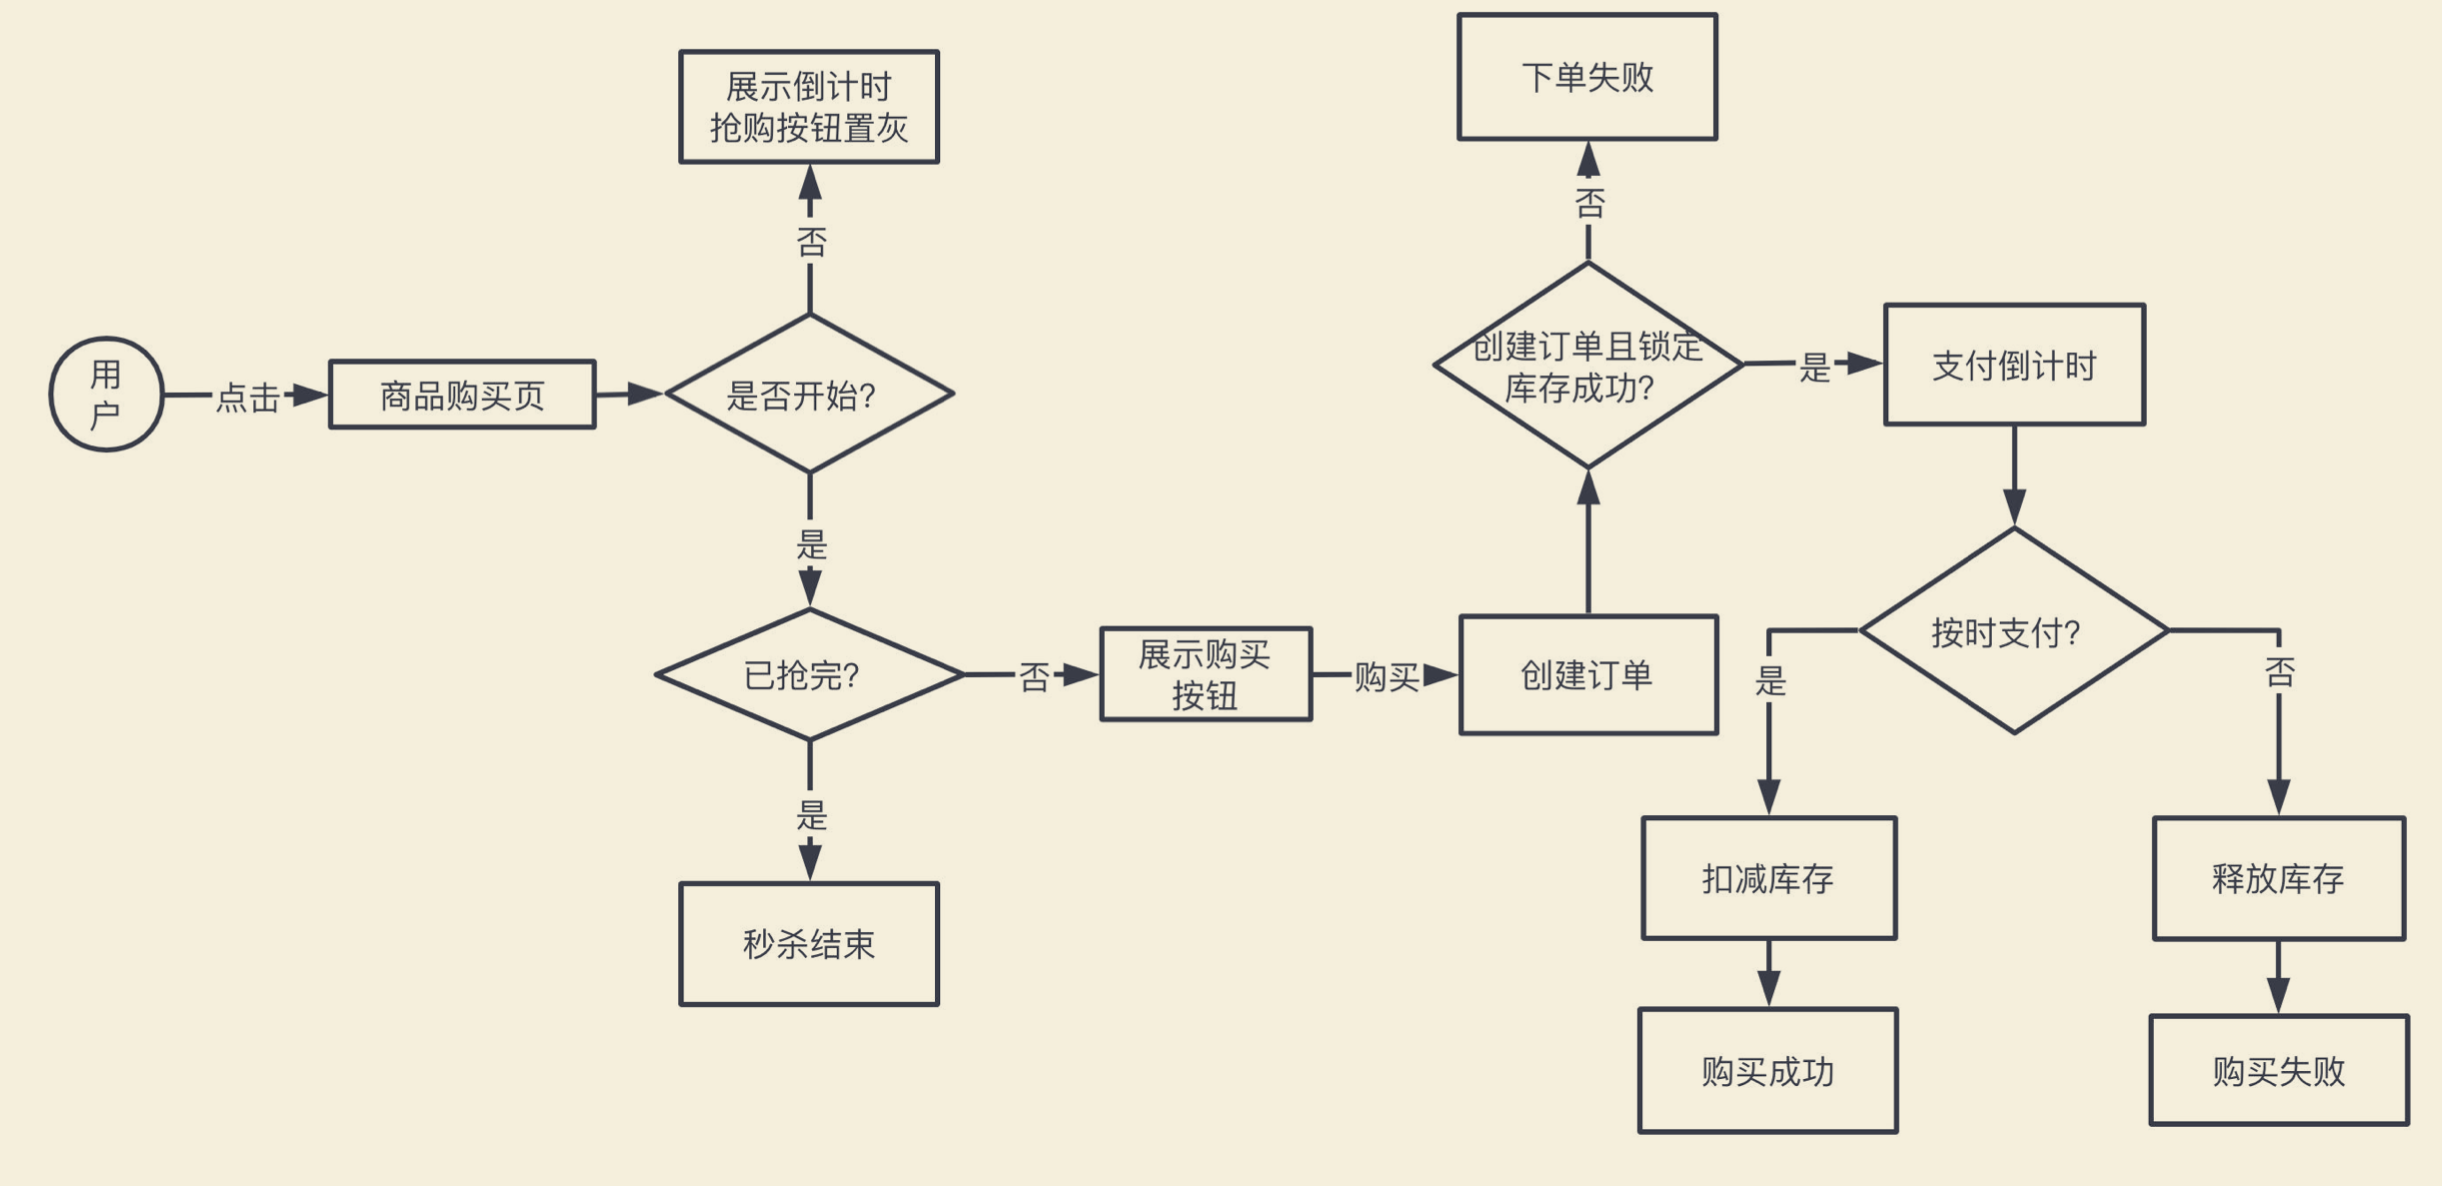 用
户
点击
商品购买页
是否开始?
否
展示倒计时
抢购按钮置灰
是
已抢完?
是
秒杀结束
否
展示购买
按钮
购买
创建订单
创建订单且锁定
库存成功?
否
下单失败
是
支付倒计时
按时支付?
是
扣减库存
购买成功
否
释放库存
购买失败